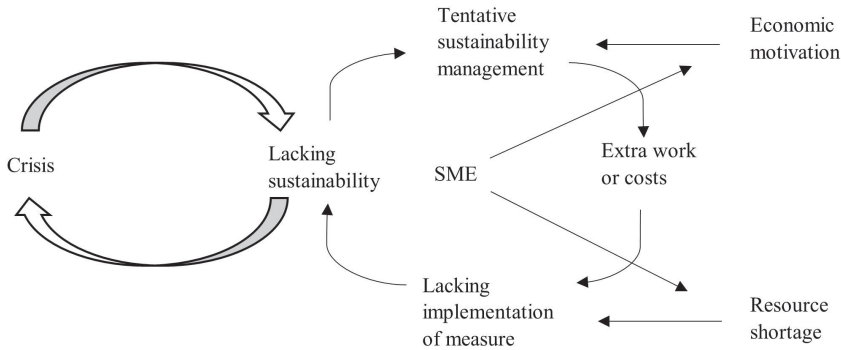 Tentative
sustainability
management
Economic
motivation
Crisis
Lacking
sustainability
SME
Extra work
or costs
Lacking
implementation
of measure
Resource
shortage